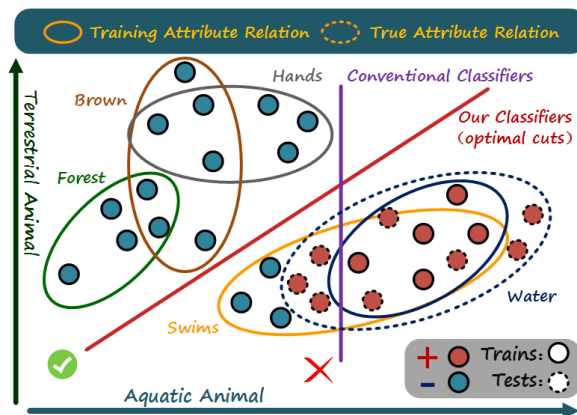 Training Attribute Relation
True Attribute Relation
Hands
Conventional Classifiers
Brown
Our Classifiers
(optimal cuts)
Terrestrial Animal
Forest
Water
Swims
+ Trains:
- Tests:
Aquatic Animal